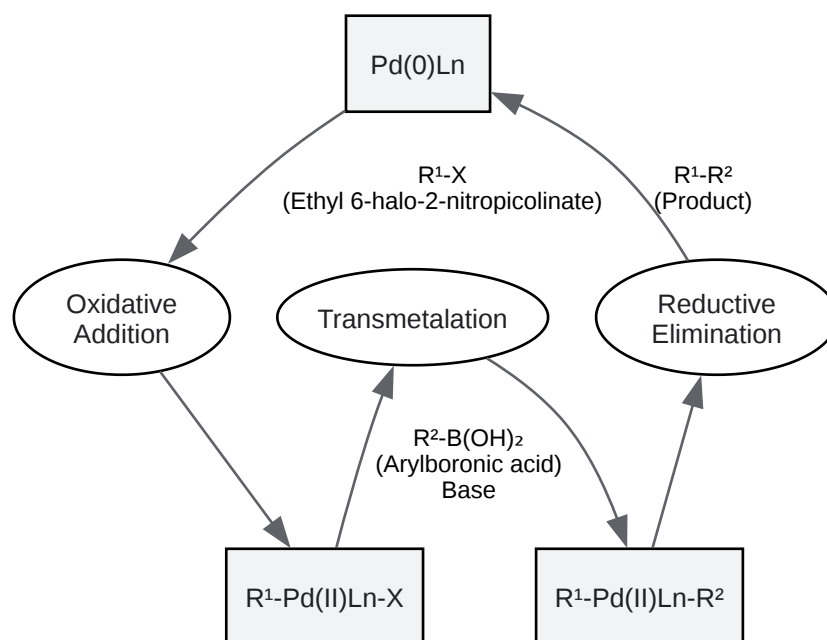 Pd(0)Ln
R¹-X
(Ethyl 6-halo-2-nitropicolinate)
R¹-R²
(Product)
Oxidative
Addition
Transmetalation
Reductive
Elimination
R²-B(OH)₂
(Arylboronic acid)
Base
R¹-Pd(II)Ln-X
R¹-Pd(II)Ln-R²